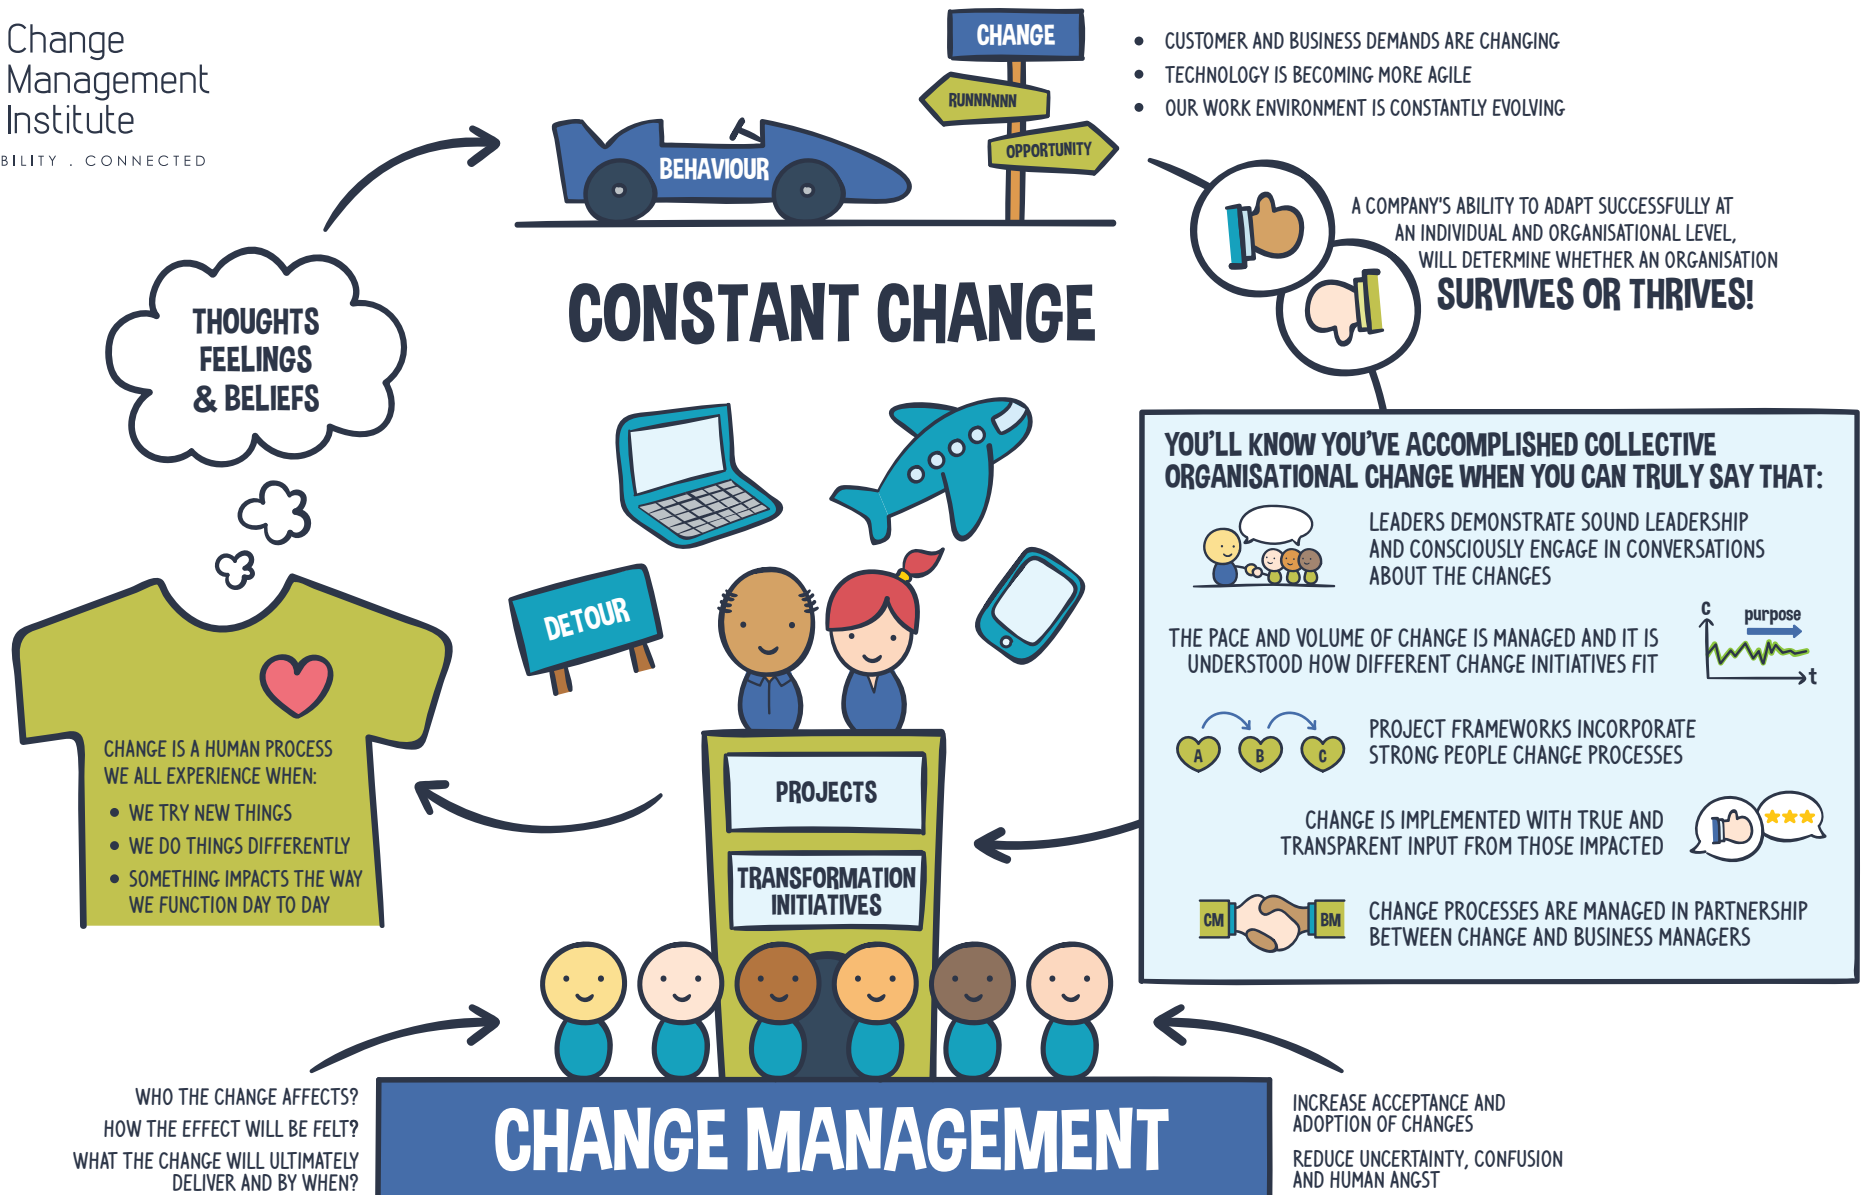 Change
Management
Institute
BILITY . CONNECTED
CHANGE
RUNNNNNN
OPPORTUNITY
BEHAVIOUR
• CUSTOMER AND BUSINESS DEMANDS ARE CHANGING
• TECHNOLOGY IS BECOMING MORE AGILE
• OUR WORK ENVIRONMENT IS CONSTANTLY EVOLVING
A COMPANY'S ABILITY TO ADAPT SUCCESSFULLY AT
AN INDIVIDUAL AND ORGANISATIONAL LEVEL,
WILL DETERMINE WHETHER AN ORGANISATION
SURVIVES OR THRIVES!
CONSTANT CHANGE
THOUGHTS
FEELINGS
& BELIEFS
DETOUR
YOU'LL KNOW YOU'VE ACCOMPLISHED COLLECTIVE
ORGANISATIONAL CHANGE WHEN YOU CAN TRULY SAY THAT:
LEADERS DEMONSTRATE SOUND LEADERSHIP
AND CONSCIOUSLY ENGAGE IN CONVERSATIONS
ABOUT THE CHANGES
THE PACE AND VOLUME OF CHANGE IS MANAGED AND IT IS
UNDERSTOOD HOW DIFFERENT CHANGE INITIATIVES FIT
C
purpose
t
A B C
PROJECT FRAMEWORKS INCORPORATE
STRONG PEOPLE CHANGE PROCESSES
CHANGE IS IMPLEMENTED WITH TRUE AND
TRANSPARENT INPUT FROM THOSE IMPACTED
CM BM
CHANGE PROCESSES ARE MANAGED IN PARTNERSHIP
BETWEEN CHANGE AND BUSINESS MANAGERS
CHANGE IS A HUMAN PROCESS
WE ALL EXPERIENCE WHEN:
• WE TRY NEW THINGS
• WE DO THINGS DIFFERENTLY
• SOMETHING IMPACTS THE WAY
WE FUNCTION DAY TO DAY
PROJECTS
TRANSFORMATION
INITIATIVES
WHO THE CHANGE AFFECTS?
HOW THE EFFECT WILL BE FELT?
WHAT THE CHANGE WILL ULTIMATELY
DELIVER AND BY WHEN?
CHANGE MANAGEMENT
INCREASE ACCEPTANCE AND
ADOPTION OF CHANGES
REDUCE UNCERTAINTY, CONFUSION
AND HUMAN ANGST